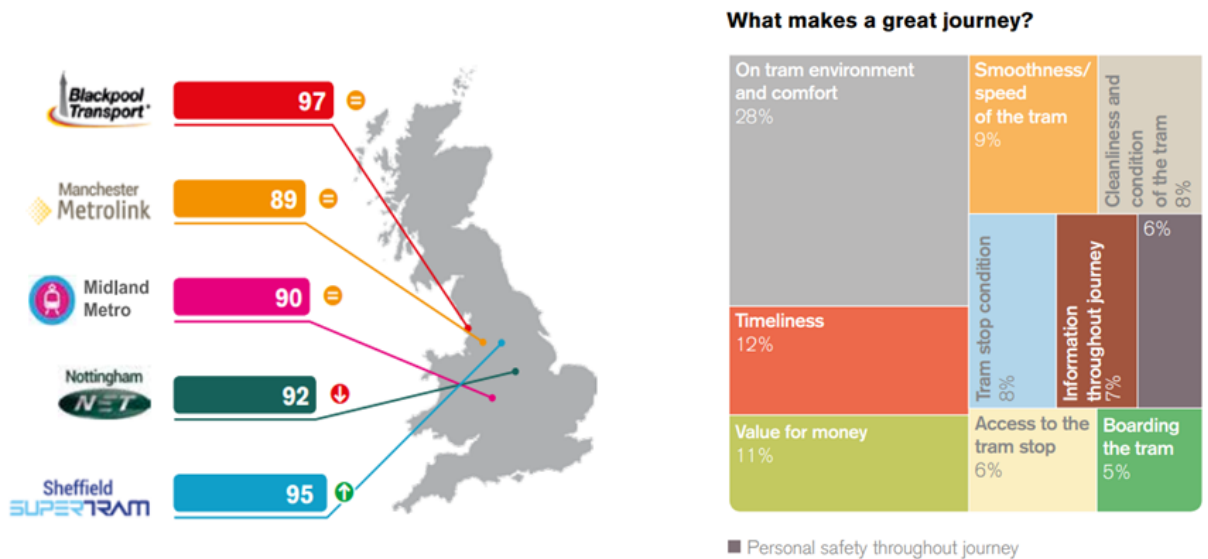 Blackpool
Transport
97
=
Manchester
Metrolink
89
=
Midland
Metro
90
=
Nottingham
NET
92
Sheffield
SUPERTRAM
95
What makes a great journey?
On tram environment
and comfort
28%
Timeliness
12%
Value for money
11%
Smoothness/
speed
of the tram
9%
Cleanliness and
condition
of the tram
8%
Tram stop condition
8%
Information
throughout journey
7%
6%
Access to the
tram stop
6%
Boarding
the tram
5%
Personal safety throughout journey